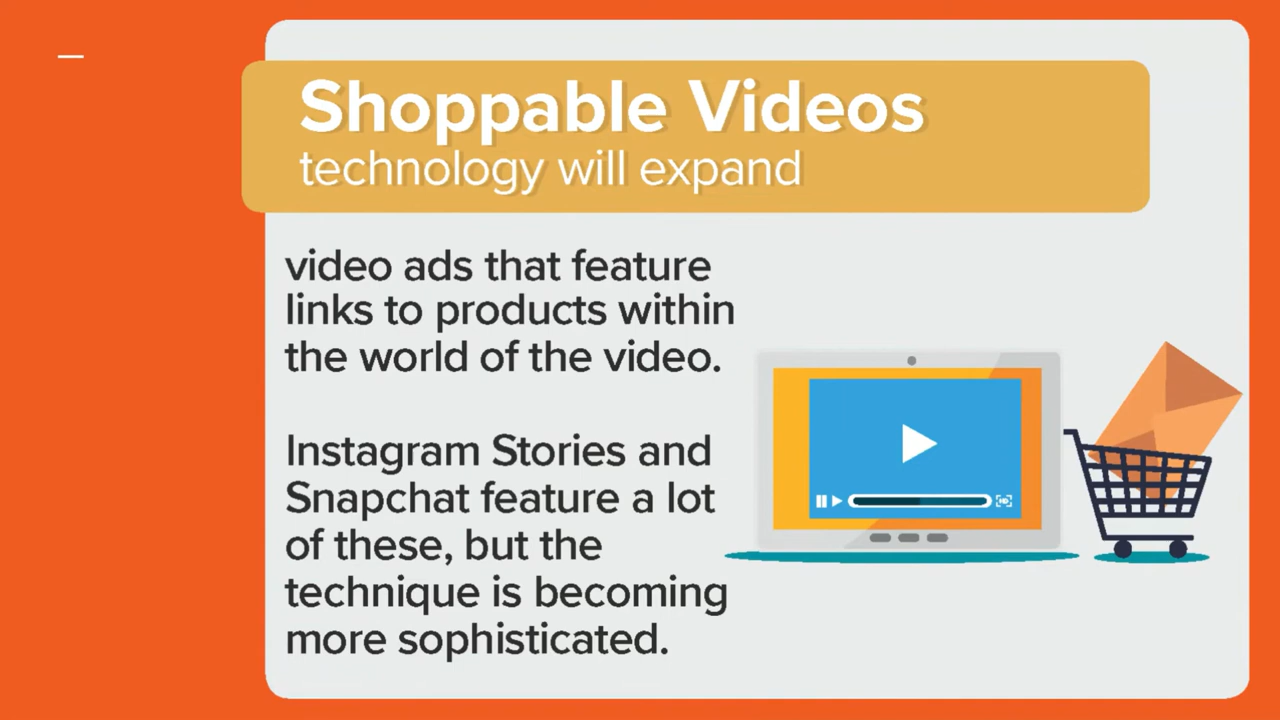 Shoppable Videos
technology will expand
video ads that feature
links to products within
the world of the video.
Instagram Stories and
Snapchat feature a lot
of these, but the
technique is becoming
more sophisticated.
HD